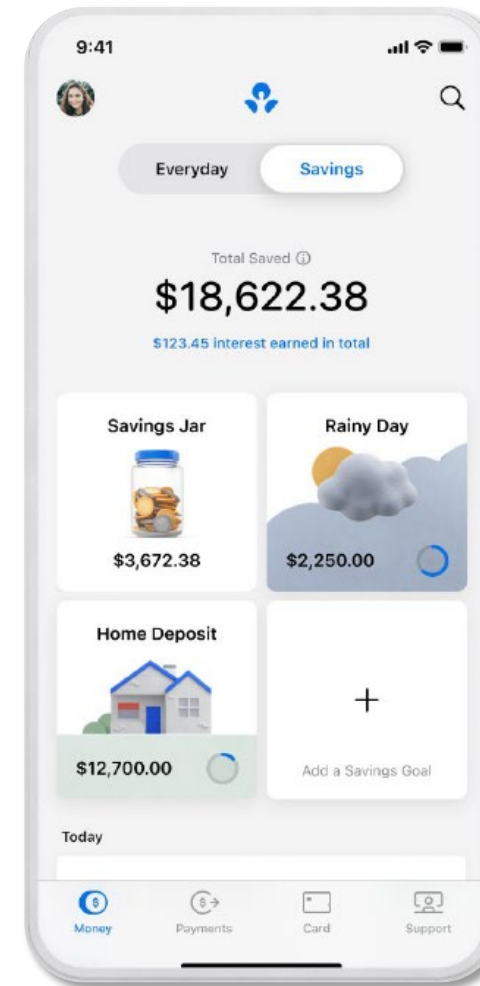 9:41
Everyday Savings
Total Saved
$18,622.38
$123.45 interest earned in total
Savings Jar Rainy Day
$3,672.38 $2,250.00
Home Deposit
$12,700.00 Add a Savings Goal
Today
Money Payments Card Support